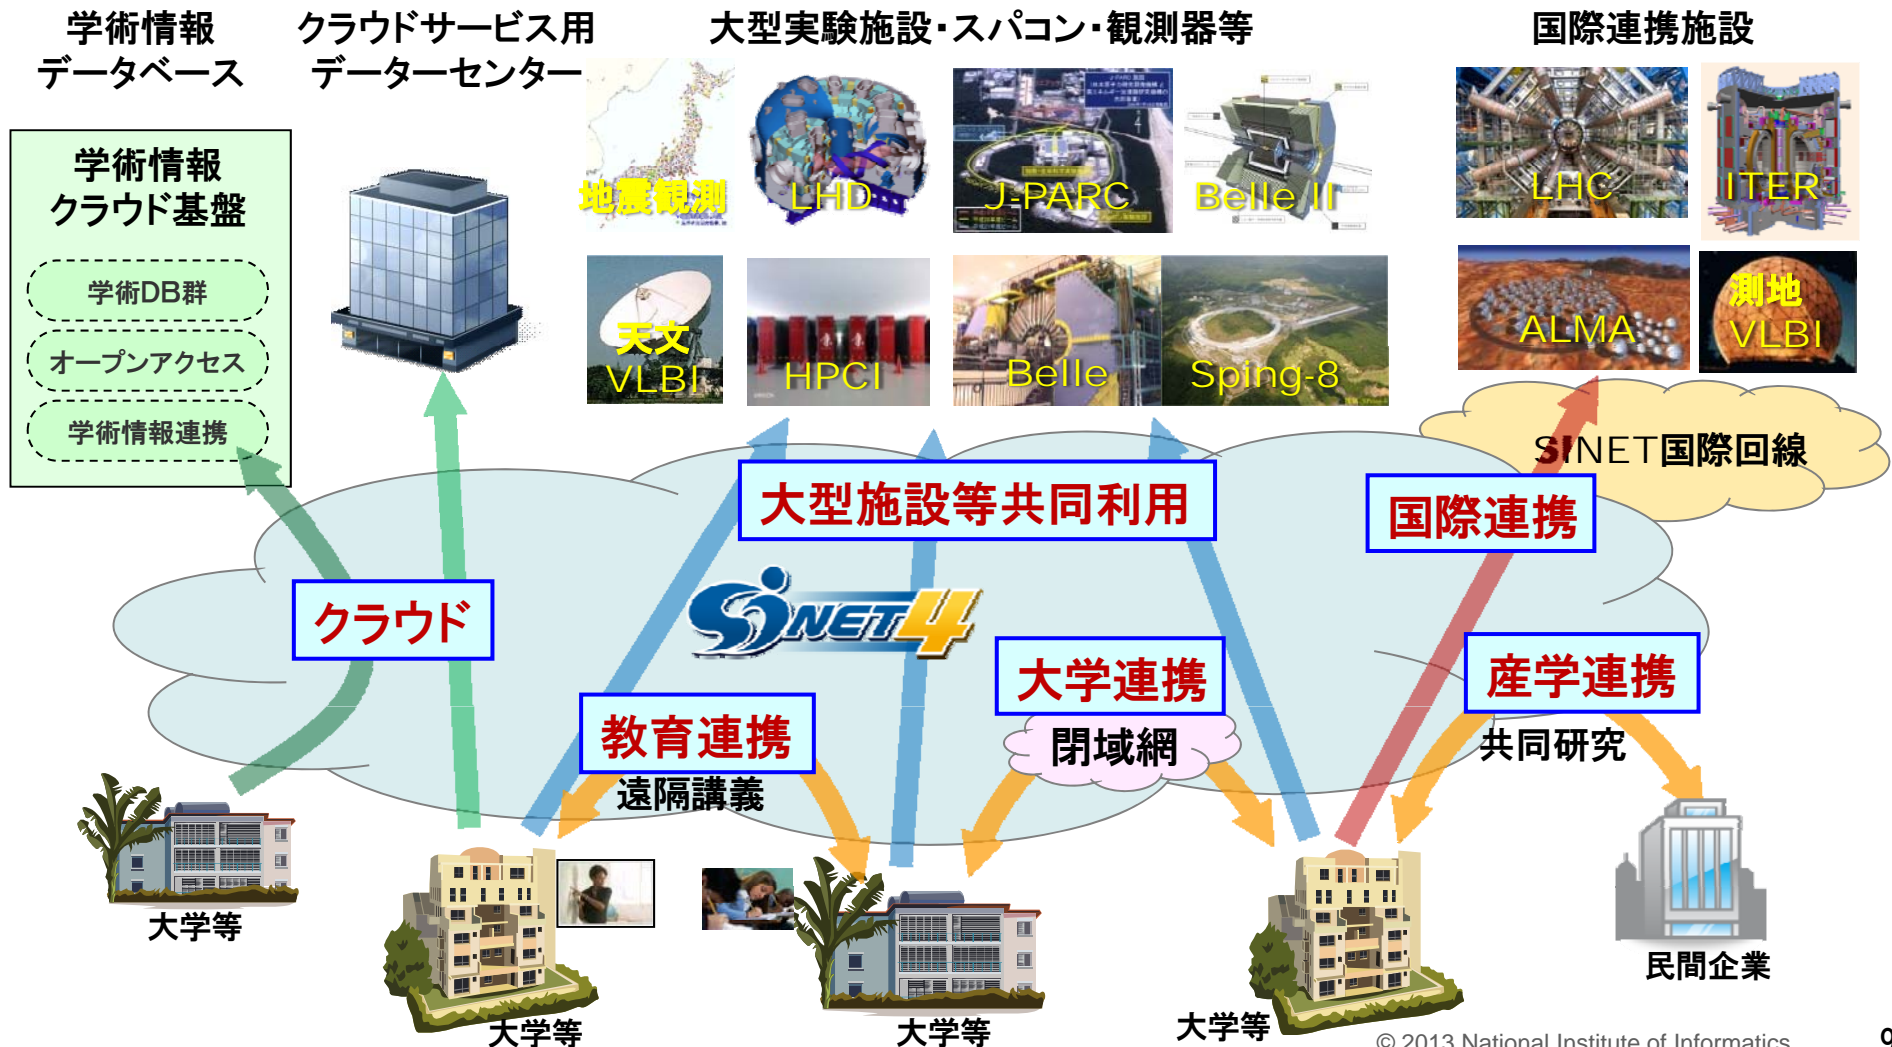 学術情報
データベース
クラウドサービス用
データーセンター
大型実験施設・スパコン・観測器等
国際連携施設
学術情報
クラウド基盤
学術DB群
オープンアクセス
学術情報連携
地震観測
LHD
J-PARC
Belle II
LHC
ITER
天文
VLBI
HPCI
Belle
Sping-8
ALMA
測地
VLBI
SINET国際回線
大型施設等共同利用
国際連携
クラウド
SINET4
教育連携
遠隔講義
大学連携
閉域網
産学連携
共同研究
大学等
大学等
大学等
大学等
民間企業
© 2013 National Institute of Informatics
9